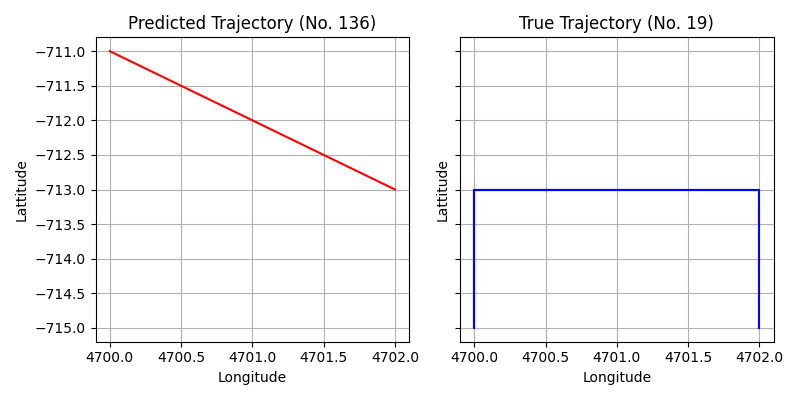 Predicted Trajectory (No. 136)
True Trajectory (No. 19)
−711.0
−711.5
−712.0
−712.5
−713.0
−713.5
−714.0
−714.5
−715.0
Lattitude
Lattitude
4700.0 4700.5 4701.0 4701.5 4702.0
4700.0 4700.5 4701.0 4701.5 4702.0
Longitude
Longitude